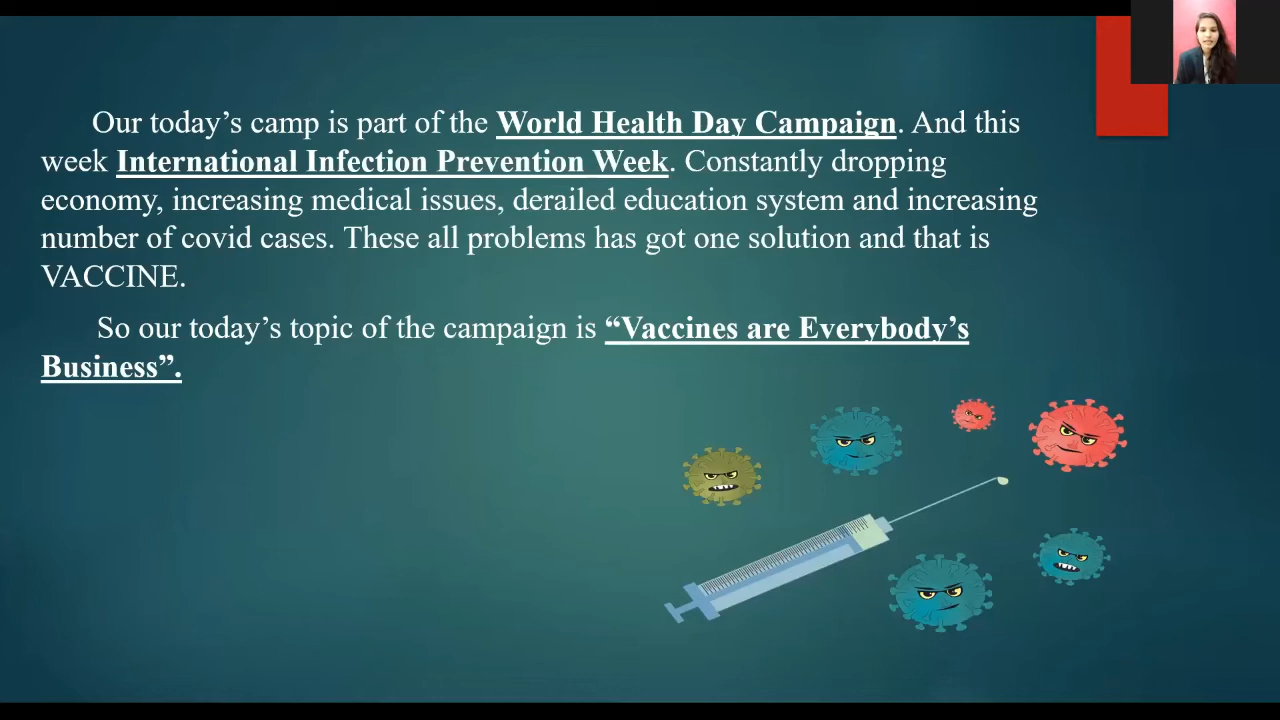 Our today’s camp is part of the World Health Day Campaign. And this
week International Infection Prevention Week. Constantly dropping
economy, increasing medical issues, derailed education system and increasing
number of covid cases. These all problems has got one solution and that is
VACCINE.
So our today’s topic of the campaign is “Vaccines are Everybody’s
Business”.